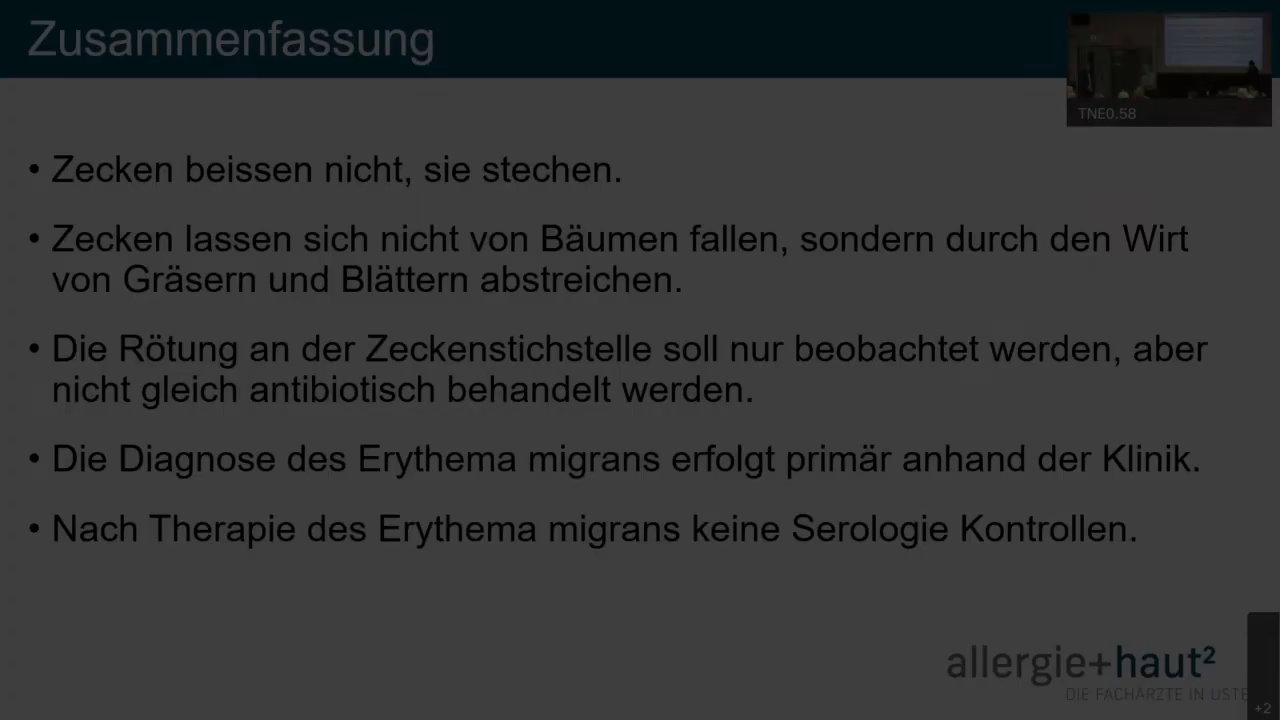 Zusammenfassung
TNE0.58
• Zecken beissen nicht, sie stechen.
• Zecken lassen sich nicht von Bäumen fallen, sondern durch den Wirt
von Gräsern und Blättern abstreichen.
• Die Rötung an der Zeckenstichstelle soll nur beobachtet werden, aber
nicht gleich antibiotisch behandelt werden.
• Die Diagnose des Erythema migrans erfolgt primär anhand der Klinik.
• Nach Therapie des Erythema migrans keine Serologie Kontrollen.
allergie+haut²
DIE FACHÄRZTE IN USTE
+2